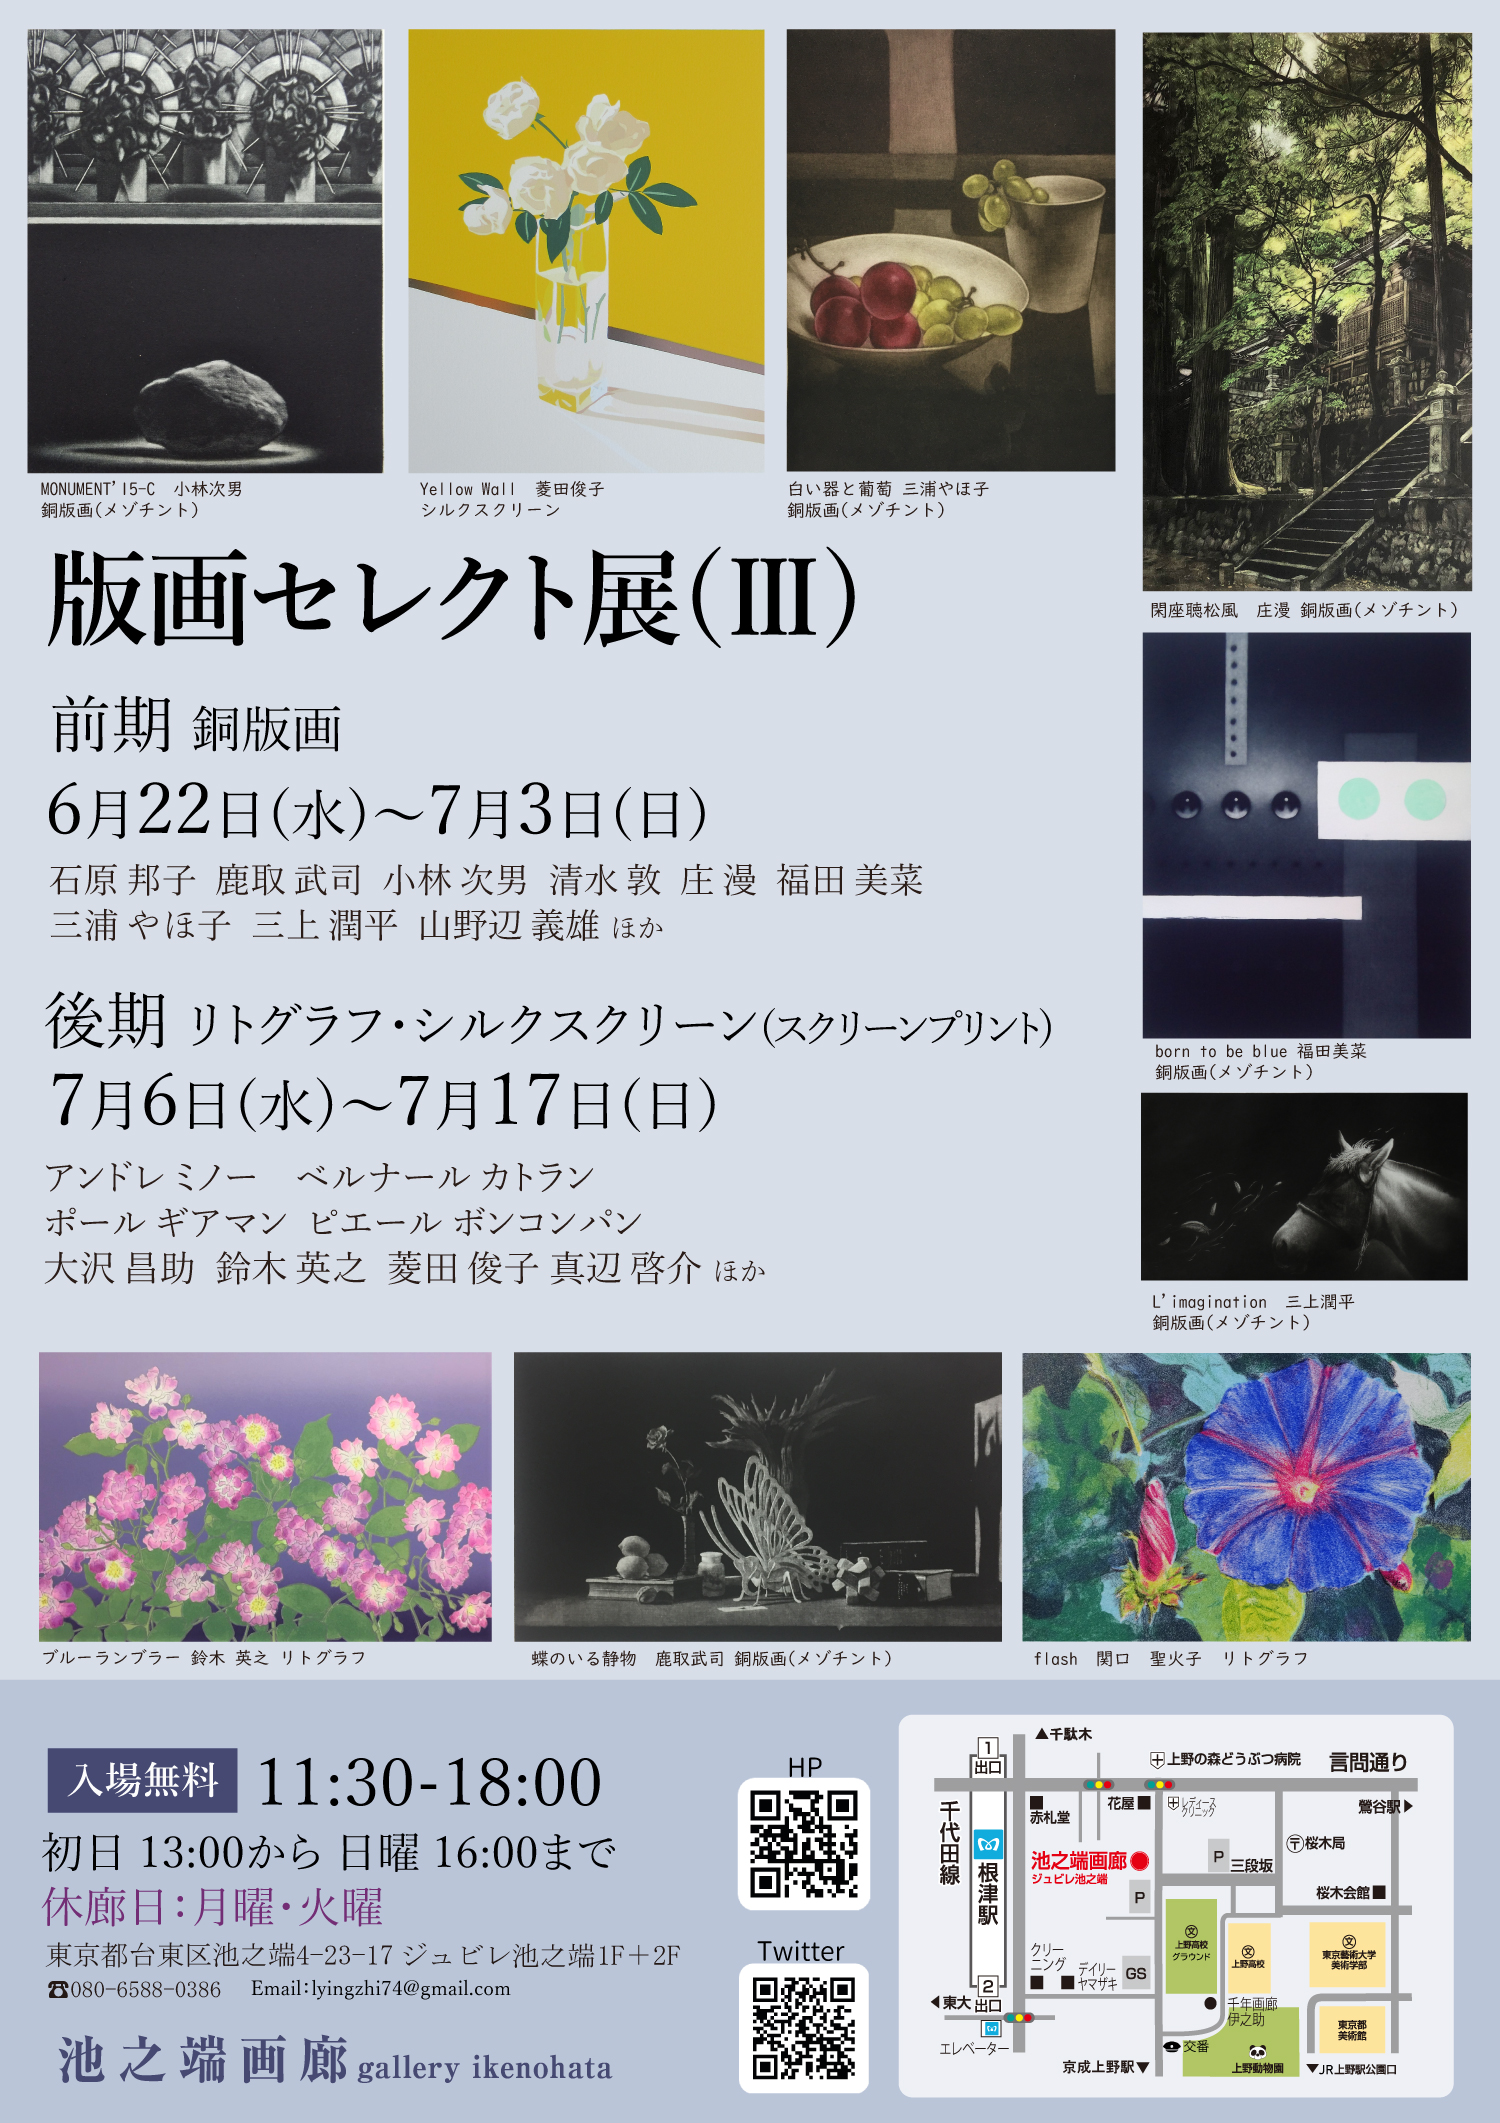 MONUMENT'15-C　小林次男
銅版画(メゾチント)
Yellow Wall　菱田俊子
シルクスクリーン
白い器と葡萄 三浦やほ子
銅版画(メゾチント)
閑座聴松風　庄漫 銅版画(メゾチント)
版画セレクト展(Ⅲ)
前期 銅版画
6月22日(水)～7月3日(日)
石原 邦子　鹿取 武司　小林 次男　清水 敦　庄 漫　福田 美菜
三浦 やほ子　三上 潤平　山野辺 義雄 ほか
born to be blue 福田美菜
銅版画(メゾチント)
後期 リトグラフ・シルクスクリーン(スクリーンプリント)
7月6日(水)～7月17日(日)
アンドレ ミノー　ベルナール カトラン
ポール ギアマン　ピエール ボンコンパン
大沢 昌助　鈴木 英之　菱田 俊子 真辺 啓介 ほか
L'imagination　三上潤平
銅版画(メゾチント)
ブルーランブラー 鈴木 英之 リトグラフ
蝶のいる静物　鹿取武司 銅版画(メゾチント)
flash　関口　聖火子　リトグラフ
入場無料 11:30-18:00
初日 13:00から 日曜 16:00まで
休廊日：月曜・火曜
東京都台東区池之端4-23-17 ジュビレ池之端1F＋2F
☎080-6588-0386　Email：lyingzhi74@gmail.com
池之端画廊 gallery ikenohata
HP
Twitter
▲千駄木
1
出口
上野の森どうぶつ病院
言問通り
赤札堂
花屋
レディースクリニック
鶯谷駅▶
千代田線
根津駅
池之端画廊
ジュビレ池之端
P
P
三段坂
〒桜木局
桜木会館
文
上野高校
グラウンド
文
上野高校
文
東京藝術大学
美術学部
クリーニング
デイリー
ヤマザキ
GS
2
出口
◀東大
エレベーター
千年画廊
伊之助
東京都
美術館
交番
上野動物園
京成上野駅▼
▼JR上野駅公園口